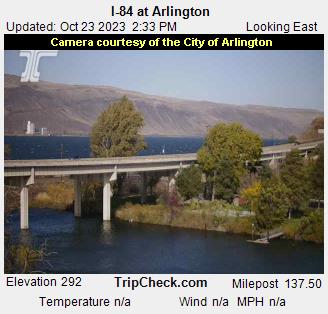 I-84 at Arlington
Updated: Oct 23 2023 2:33 PM Looking East
Camera courtesy of the City of Arlington
Elevation 292 TripCheck.com Milepost 137.50
Temperature n/a Wind n/a MPH n/a